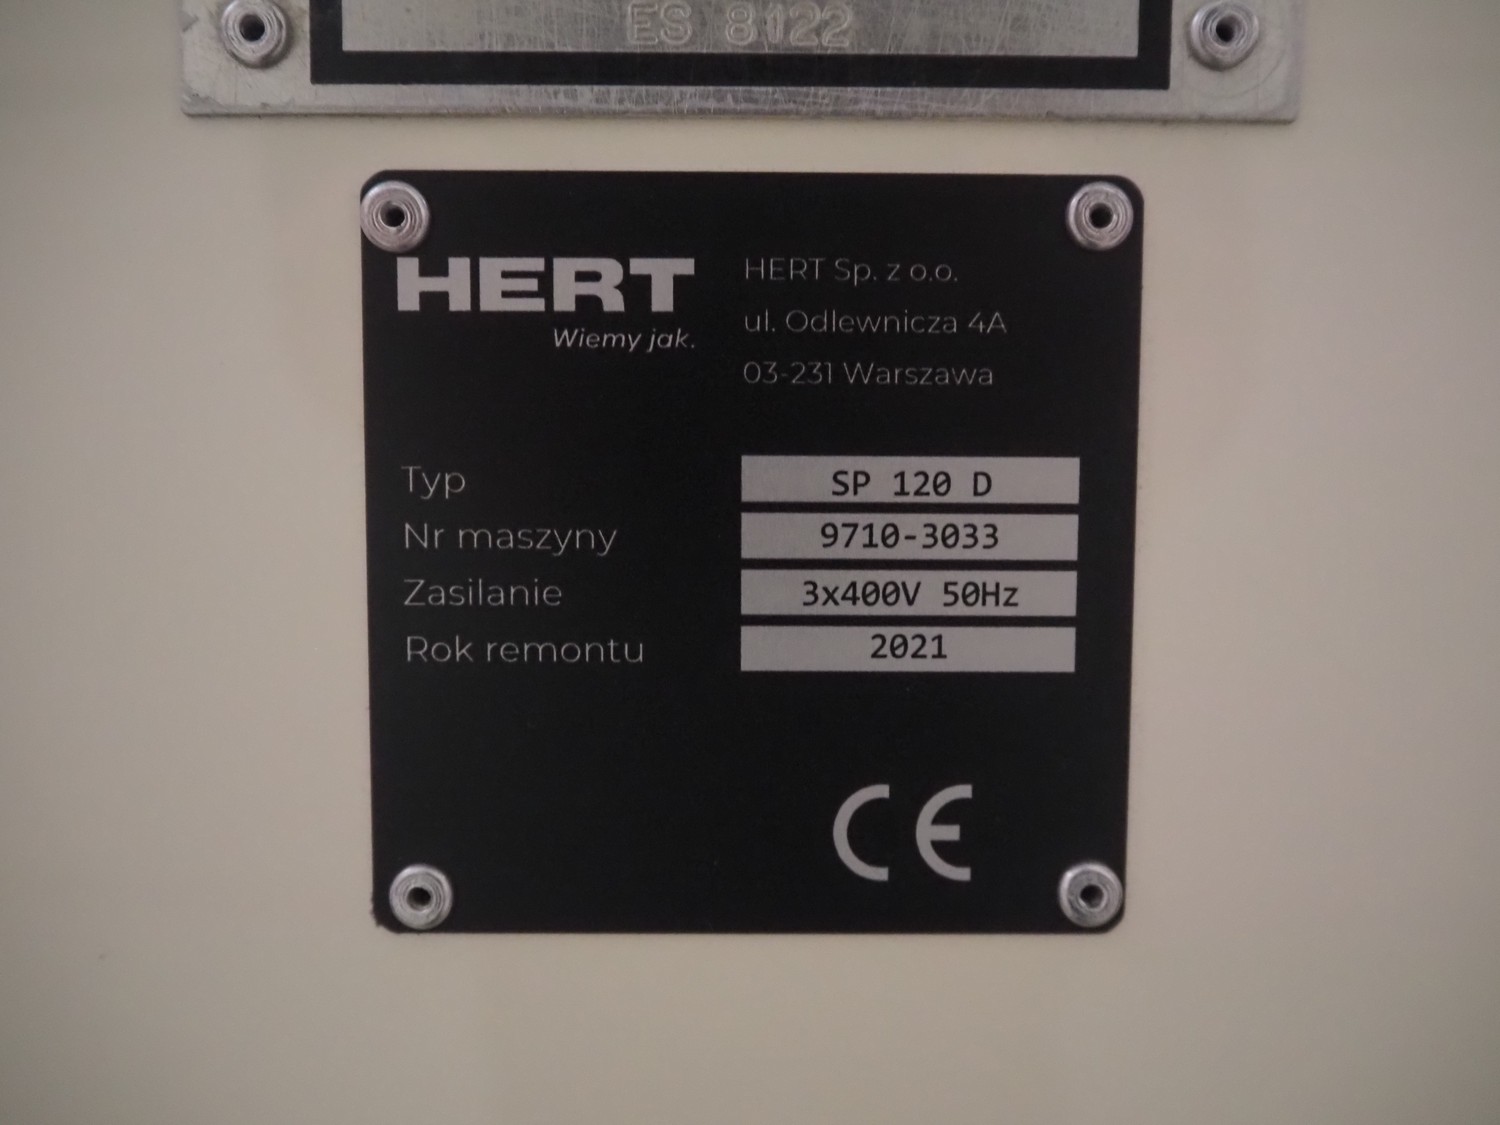 ES 8122
HERT
Wiemy jak.
HERT Sp. z o.o.
ul. Odlewnicza 4A
03-231 Warszawa
Typ SP 120 D
Nr maszyny 9710-3033
Zasilanie 3x400V 50Hz
Rok remontu 2021
CE